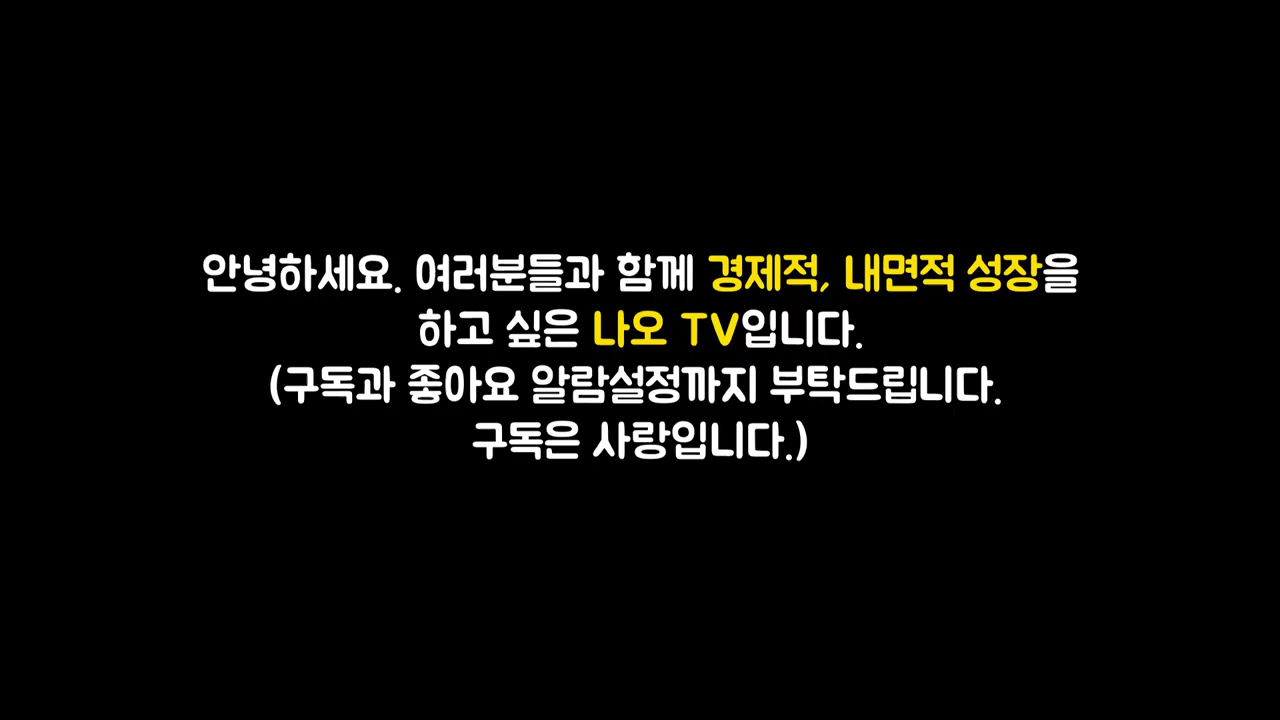 안녕하세요. 여러분들과 함께 경제적, 내면적 성장을
하고 싶은 나오 TV입니다.
(구독과 좋아요 알람설정까지 부탁드립니다.
구독은 사랑입니다.)